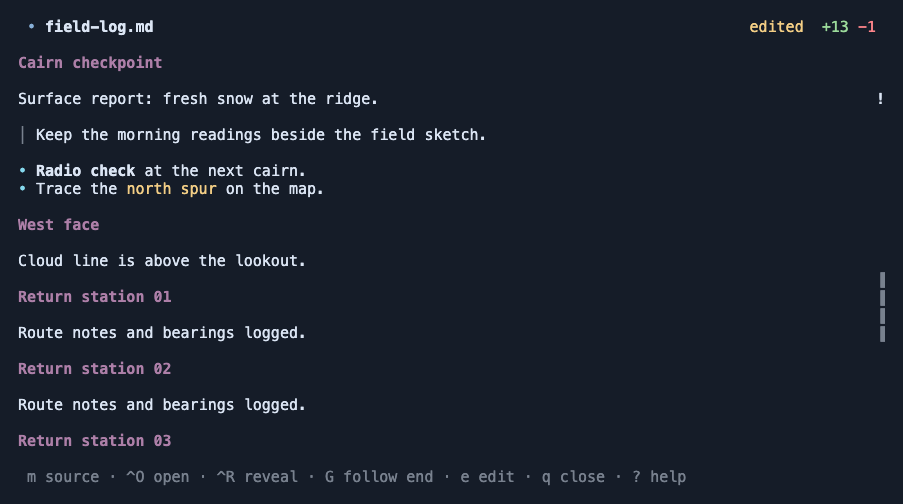 • field-log.md edited +13 -1
Cairn checkpoint
Surface report: fresh snow at the ridge. !
│ Keep the morning readings beside the field sketch.
• Radio check at the next cairn.
• Trace the north spur on the map.
West face
Cloud line is above the lookout.
Return station 01
Route notes and bearings logged.
Return station 02
Route notes and bearings logged.
Return station 03
m source · ^O open · ^R reveal · G follow end · e edit · q close · ? help